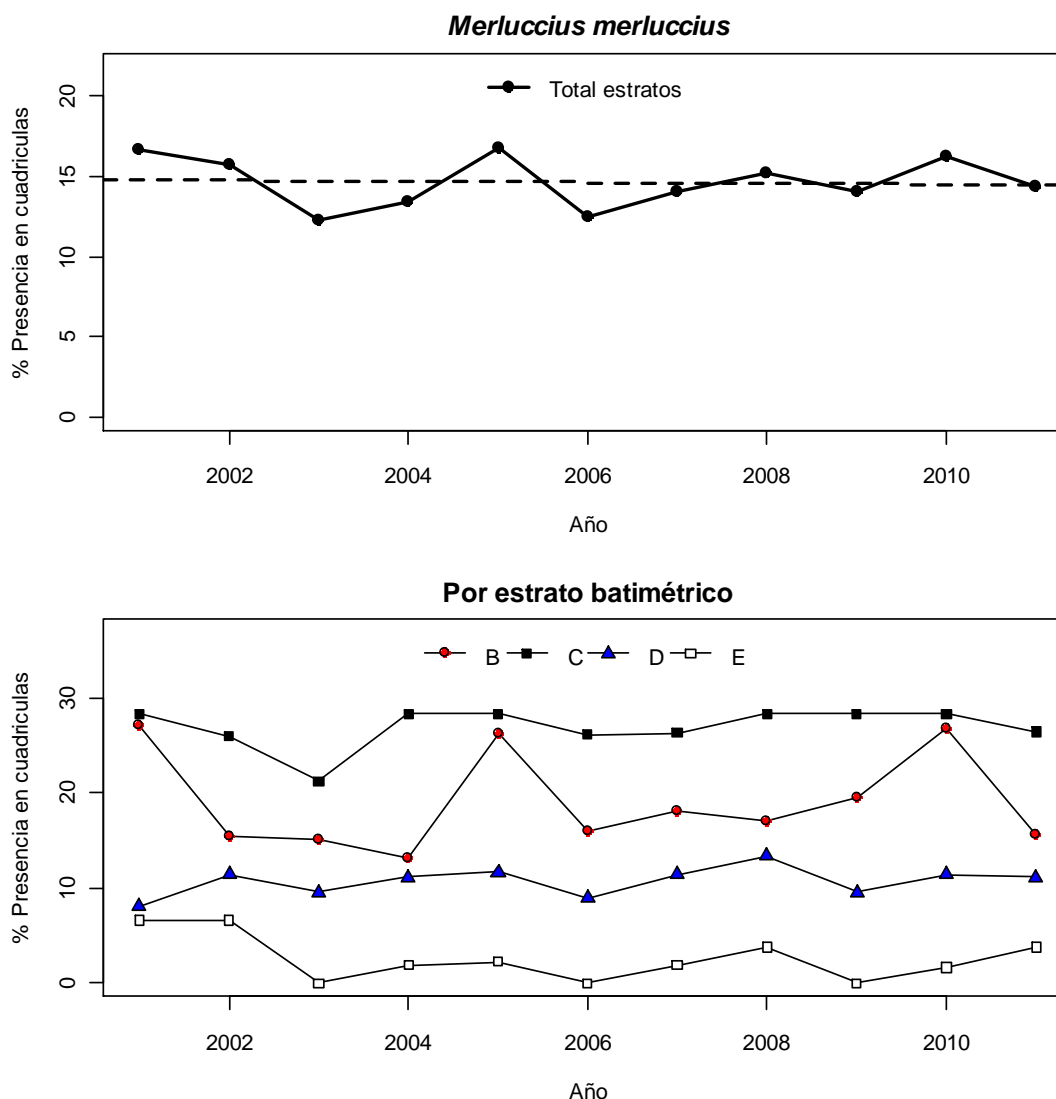 Merluccius merluccius
Total estratos
% Presencia en cuadriculas
20
15
10
5
0
2002 2004 2006 2008 2010
Año
Por estrato batimétrico
B C D E
% Presencia en cuadriculas
30
20
10
0
2002 2004 2006 2008 2010
Año